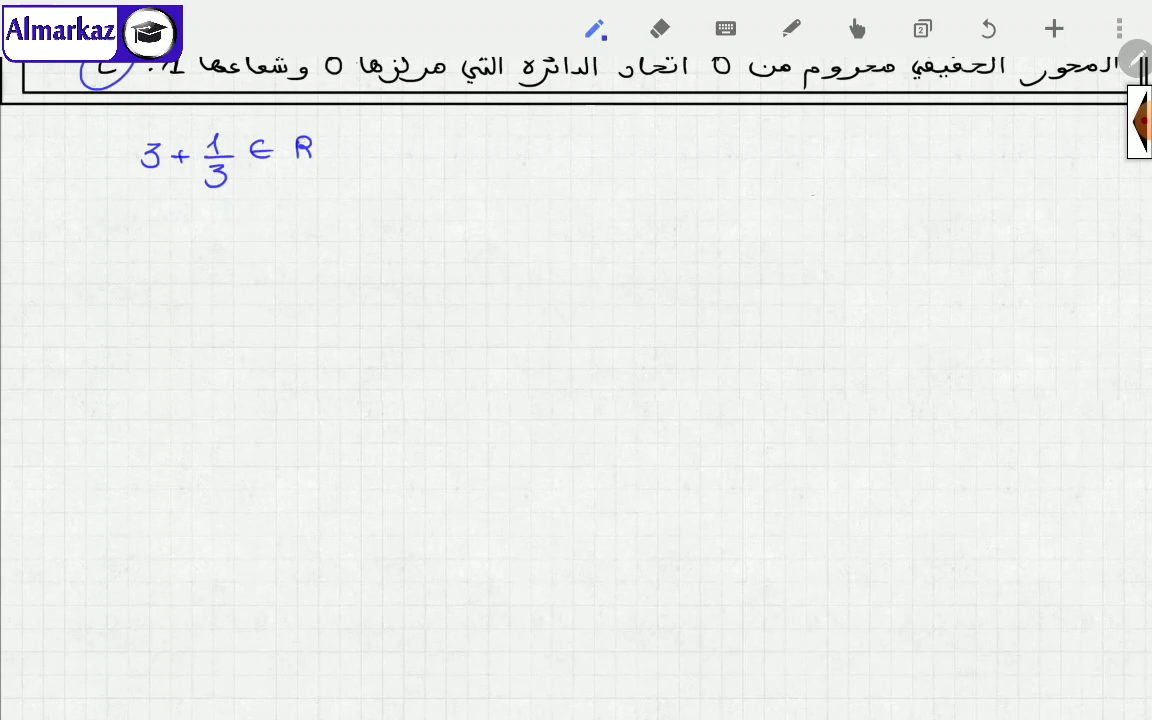 Almarkaz
المحور الحقيقي محروم من O اتحاد الدائرة التي مركزها O وشعاعها 1.
3 + 1/3 ∈ R